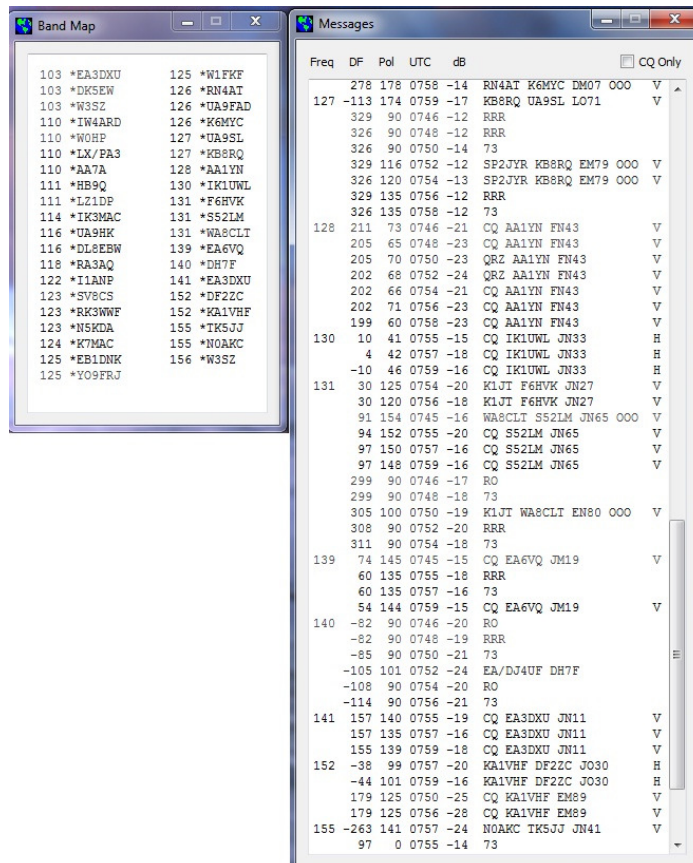 Band Map
103 *EA3DXU 125 *W1FKF
103 *DK5EW 126 *RN4AT
103 *W3SZ 126 *UA9FAD
110 *IW4ARD 126 *K6MYC
110 *W0HP 127 *UA9SL
110 *LX/PA3 127 *KB8RQ
110 *AA7A 128 *AA1YN
111 *HB9Q 130 *IK1UWL
111 *LZ1DP 131 *F6HVK
114 *IK3MAC 131 *S52LM
116 *UA9HK 131 *WA8CLT
116 *DL8EBW 139 *EA6VQ
118 *RA3AQ 140 *DH7F
122 *I1ANP 141 *EA3DXU
123 *SV8CS 152 *DF2ZC
123 *RK3WWF 152 *KA1VHF
123 *N5KDA 155 *TK5JJ
124 *K7MAC 155 *N0AKC
125 *EB1DNK 156 *W3SZ
125 *YO9FRJ
Messages
Freq DF Pol UTC dB CQ Only
278 178 0758 -14 RN4AT K6MYC DM07 OOO V
127 -113 174 0759 -17 KB8RQ UA9SL LO71 V
329 90 0746 -12 RRR
326 90 0748 -12 RRR
326 90 0750 -14 73
329 116 0752 -12 SP2JYR KB8RQ EM79 OOO V
326 120 0754 -13 SP2JYR KB8RQ EM79 OOO V
329 135 0756 -12 RRR
326 135 0758 -12 73
128 211 73 0746 -21 CQ AA1YN FN43 V
205 65 0748 -23 CQ AA1YN FN43 V
205 70 0750 -23 QRZ AA1YN FN43 V
202 68 0752 -24 QRZ AA1YN FN43 V
202 66 0754 -21 CQ AA1YN FN43 V
202 71 0756 -23 CQ AA1YN FN43 V
199 60 0758 -23 CQ AA1YN FN43 V
130 10 41 0755 -15 CQ IK1UWL JN33 H
4 42 0757 -18 CQ IK1UWL JN33 H
-10 46 0759 -16 CQ IK1UWL JN33 H
131 30 125 0754 -20 K1JT F6HVK JN27 V
30 120 0756 -18 K1JT F6HVK JN27 V
91 154 0745 -16 WA8CLT S52LM JN65 OOO V
94 152 0755 -20 CQ S52LM JN65 V
97 150 0757 -16 CQ S52LM JN65 V
97 148 0759 -16 CQ S52LM JN65 V
299 90 0746 -17 RO
299 90 0748 -18 73
305 100 0750 -19 K1JT WA8CLT EN80 OOO V
308 90 0752 -20 RRR
311 90 0754 -18 73
139 74 145 0745 -15 CQ EA6VQ JM19 V
60 135 0755 -18 RRR
60 135 0757 -16 73
54 144 0759 -15 CQ EA6VQ JM19 V
140 -82 90 0746 -20 RO
-82 90 0748 -19 RRR
-85 90 0750 -21 73
-105 101 0752 -24 EA/DJ4UF DH7F
-108 90 0754 -20 RO
-114 90 0756 -21 73
141 157 140 0755 -19 CQ EA3DXU JN11 V
157 135 0757 -16 CQ EA3DXU JN11 V
155 139 0759 -18 CQ EA3DXU JN11 V
152 -38 99 0757 -20 KA1VHF DF2ZC JO30 H
-44 101 0759 -16 KA1VHF DF2ZC JO30 H
179 125 0750 -25 CQ KA1VHF EM89 V
179 125 0756 -28 CQ KA1VHF EM89 V
155 -263 141 0757 -24 N0AKC TK5JJ JN41 V
97 0 0755 -14 73